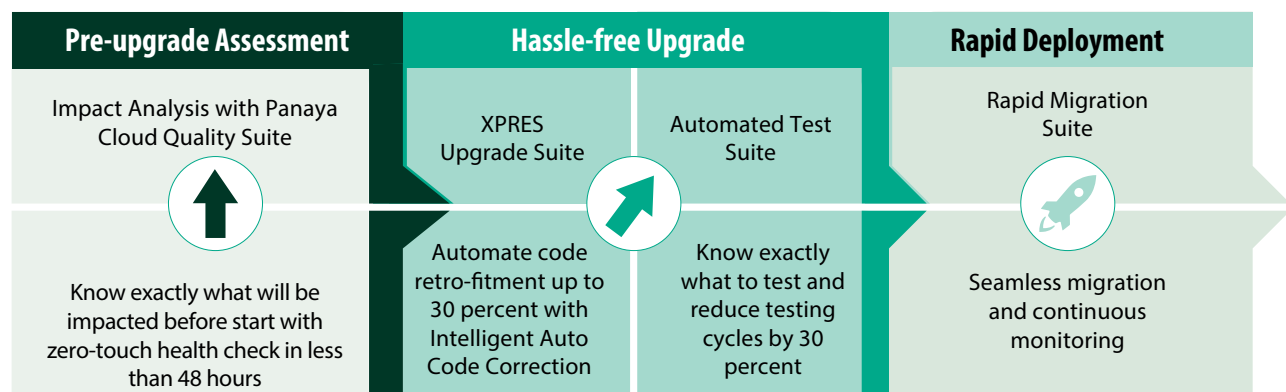 Pre-upgrade Assessment
Hassle-free Upgrade
Rapid Deployment
Impact Analysis with Panaya
Cloud Quality Suite
XPRES
Upgrade Suite
Automated Test
Suite
Rapid Migration
Suite
Know exactly what will be
impacted before start with
zero-touch health check in less
than 48 hours
Automate code
retro-fitment up to
30 percent with
Intelligent Auto
Code Correction
Know exactly
what to test and
reduce testing
cycles by 30
percent
Seamless migration
and continuous
monitoring